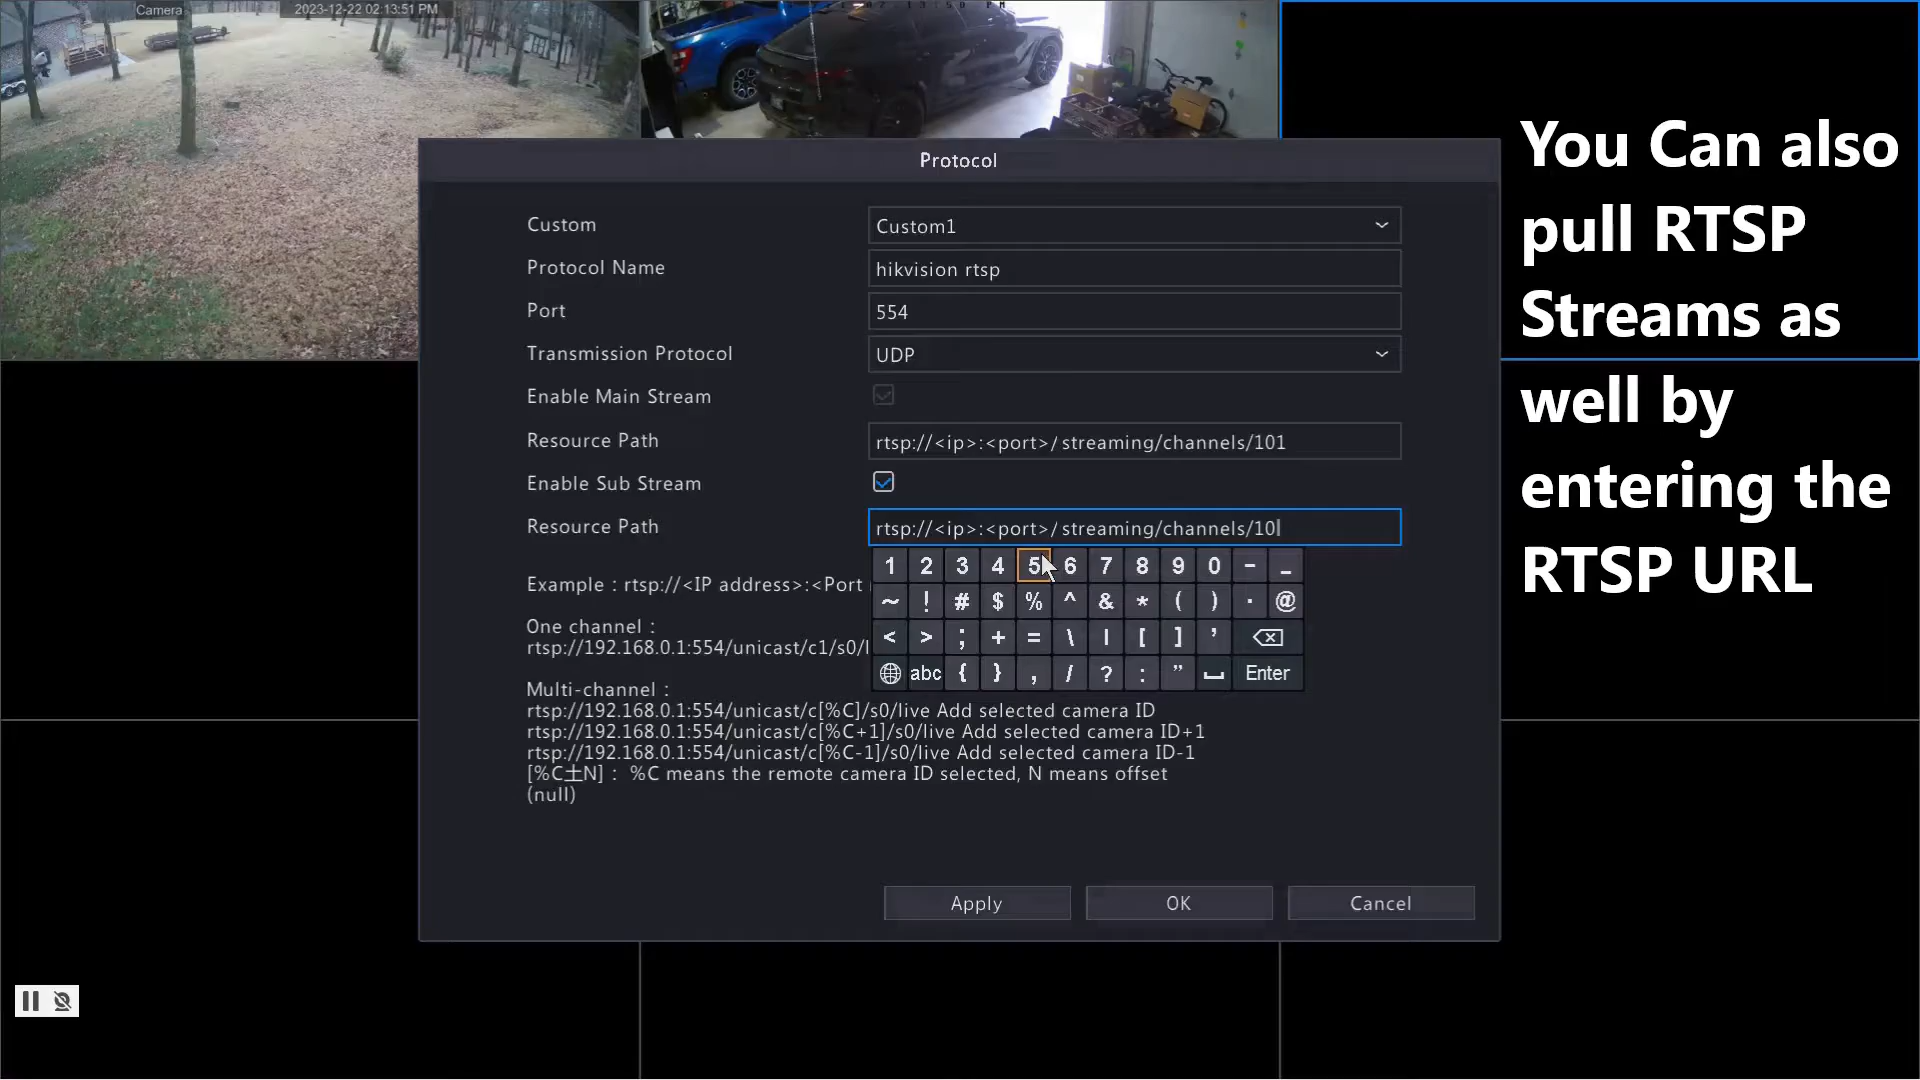 Camera
2023-12-22 02:13:51 PM
Protocol
Custom
Custom1
Protocol Name
hikvision rtsp
Port
554
Transmission Protocol
UDP
Enable Main Stream
Resource Path
rtsp://<ip>:<port>/streaming/channels/101
Enable Sub Stream
Resource Path
rtsp://<ip>:<port>/streaming/channels/10
1 2 3 4 5 6 7 8 9 0 - _
~ ! # $ % ^ & * ( ) . @
< > ; + = \ | [ ] '
abc { } , / ? : " Enter
Example : rtsp://<IP address>:<Port
One channel :
rtsp://192.168.0.1:554/unicast/c1/s0/
Multi-channel :
rtsp://192.168.0.1:554/unicast/c[%C]/s0/live Add selected camera ID
rtsp://192.168.0.1:554/unicast/c[%C+1]/s0/live Add selected camera ID+1
rtsp://192.168.0.1:554/unicast/c[%C-1]/s0/live Add selected camera ID-1
[%C土N] : %C means the remote camera ID selected, N means offset
(null)
Apply
OK
Cancel
You Can also
pull RTSP
Streams as
well by
entering the
RTSP URL